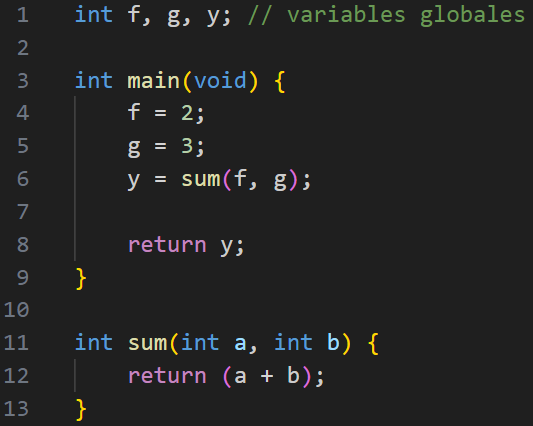 1 int f, g, y; // variables globales
2
3 int main(void) {
4 f = 2;
5 g = 3;
6 y = sum(f, g);
7
8 return y;
9 }
10
11 int sum(int a, int b) {
12 return (a + b);
13 }